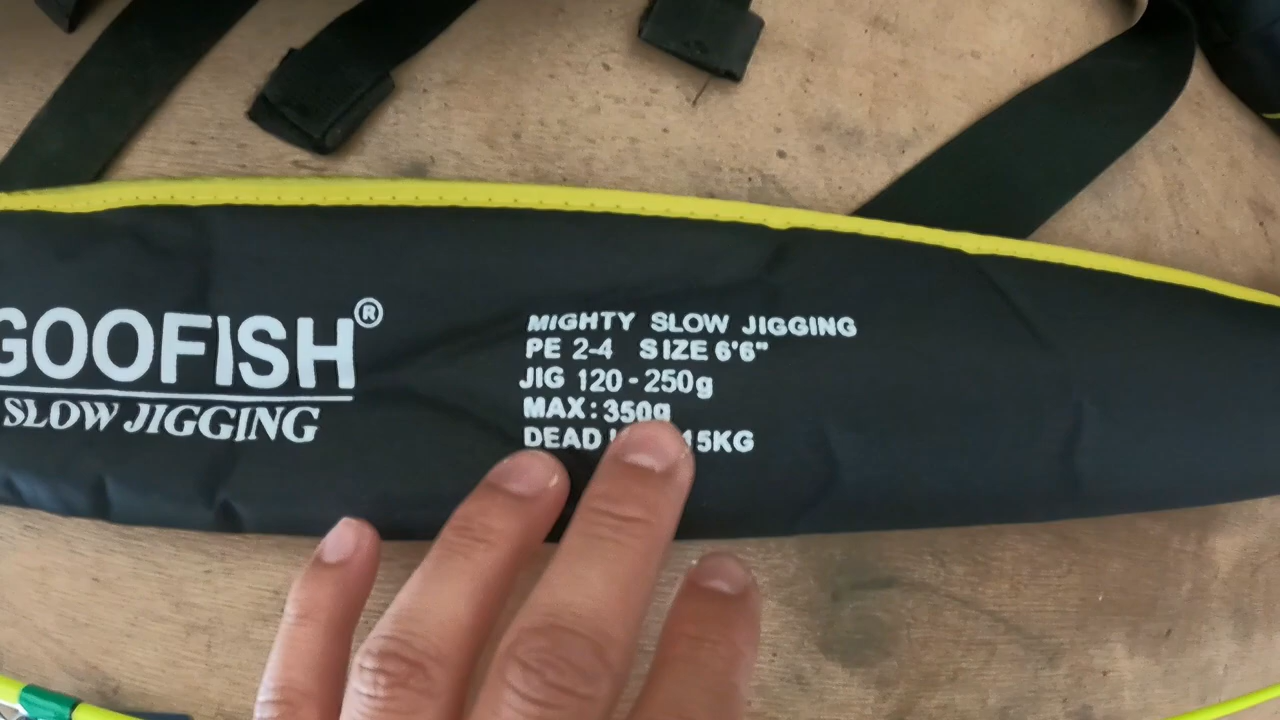 GOOFISH®
SLOW JIGGING
MIGHTY SLOW JIGGING
PE 2-4 SIZE 6'6"
JIG 120-250g
MAX: 350g
DEAD 15KG